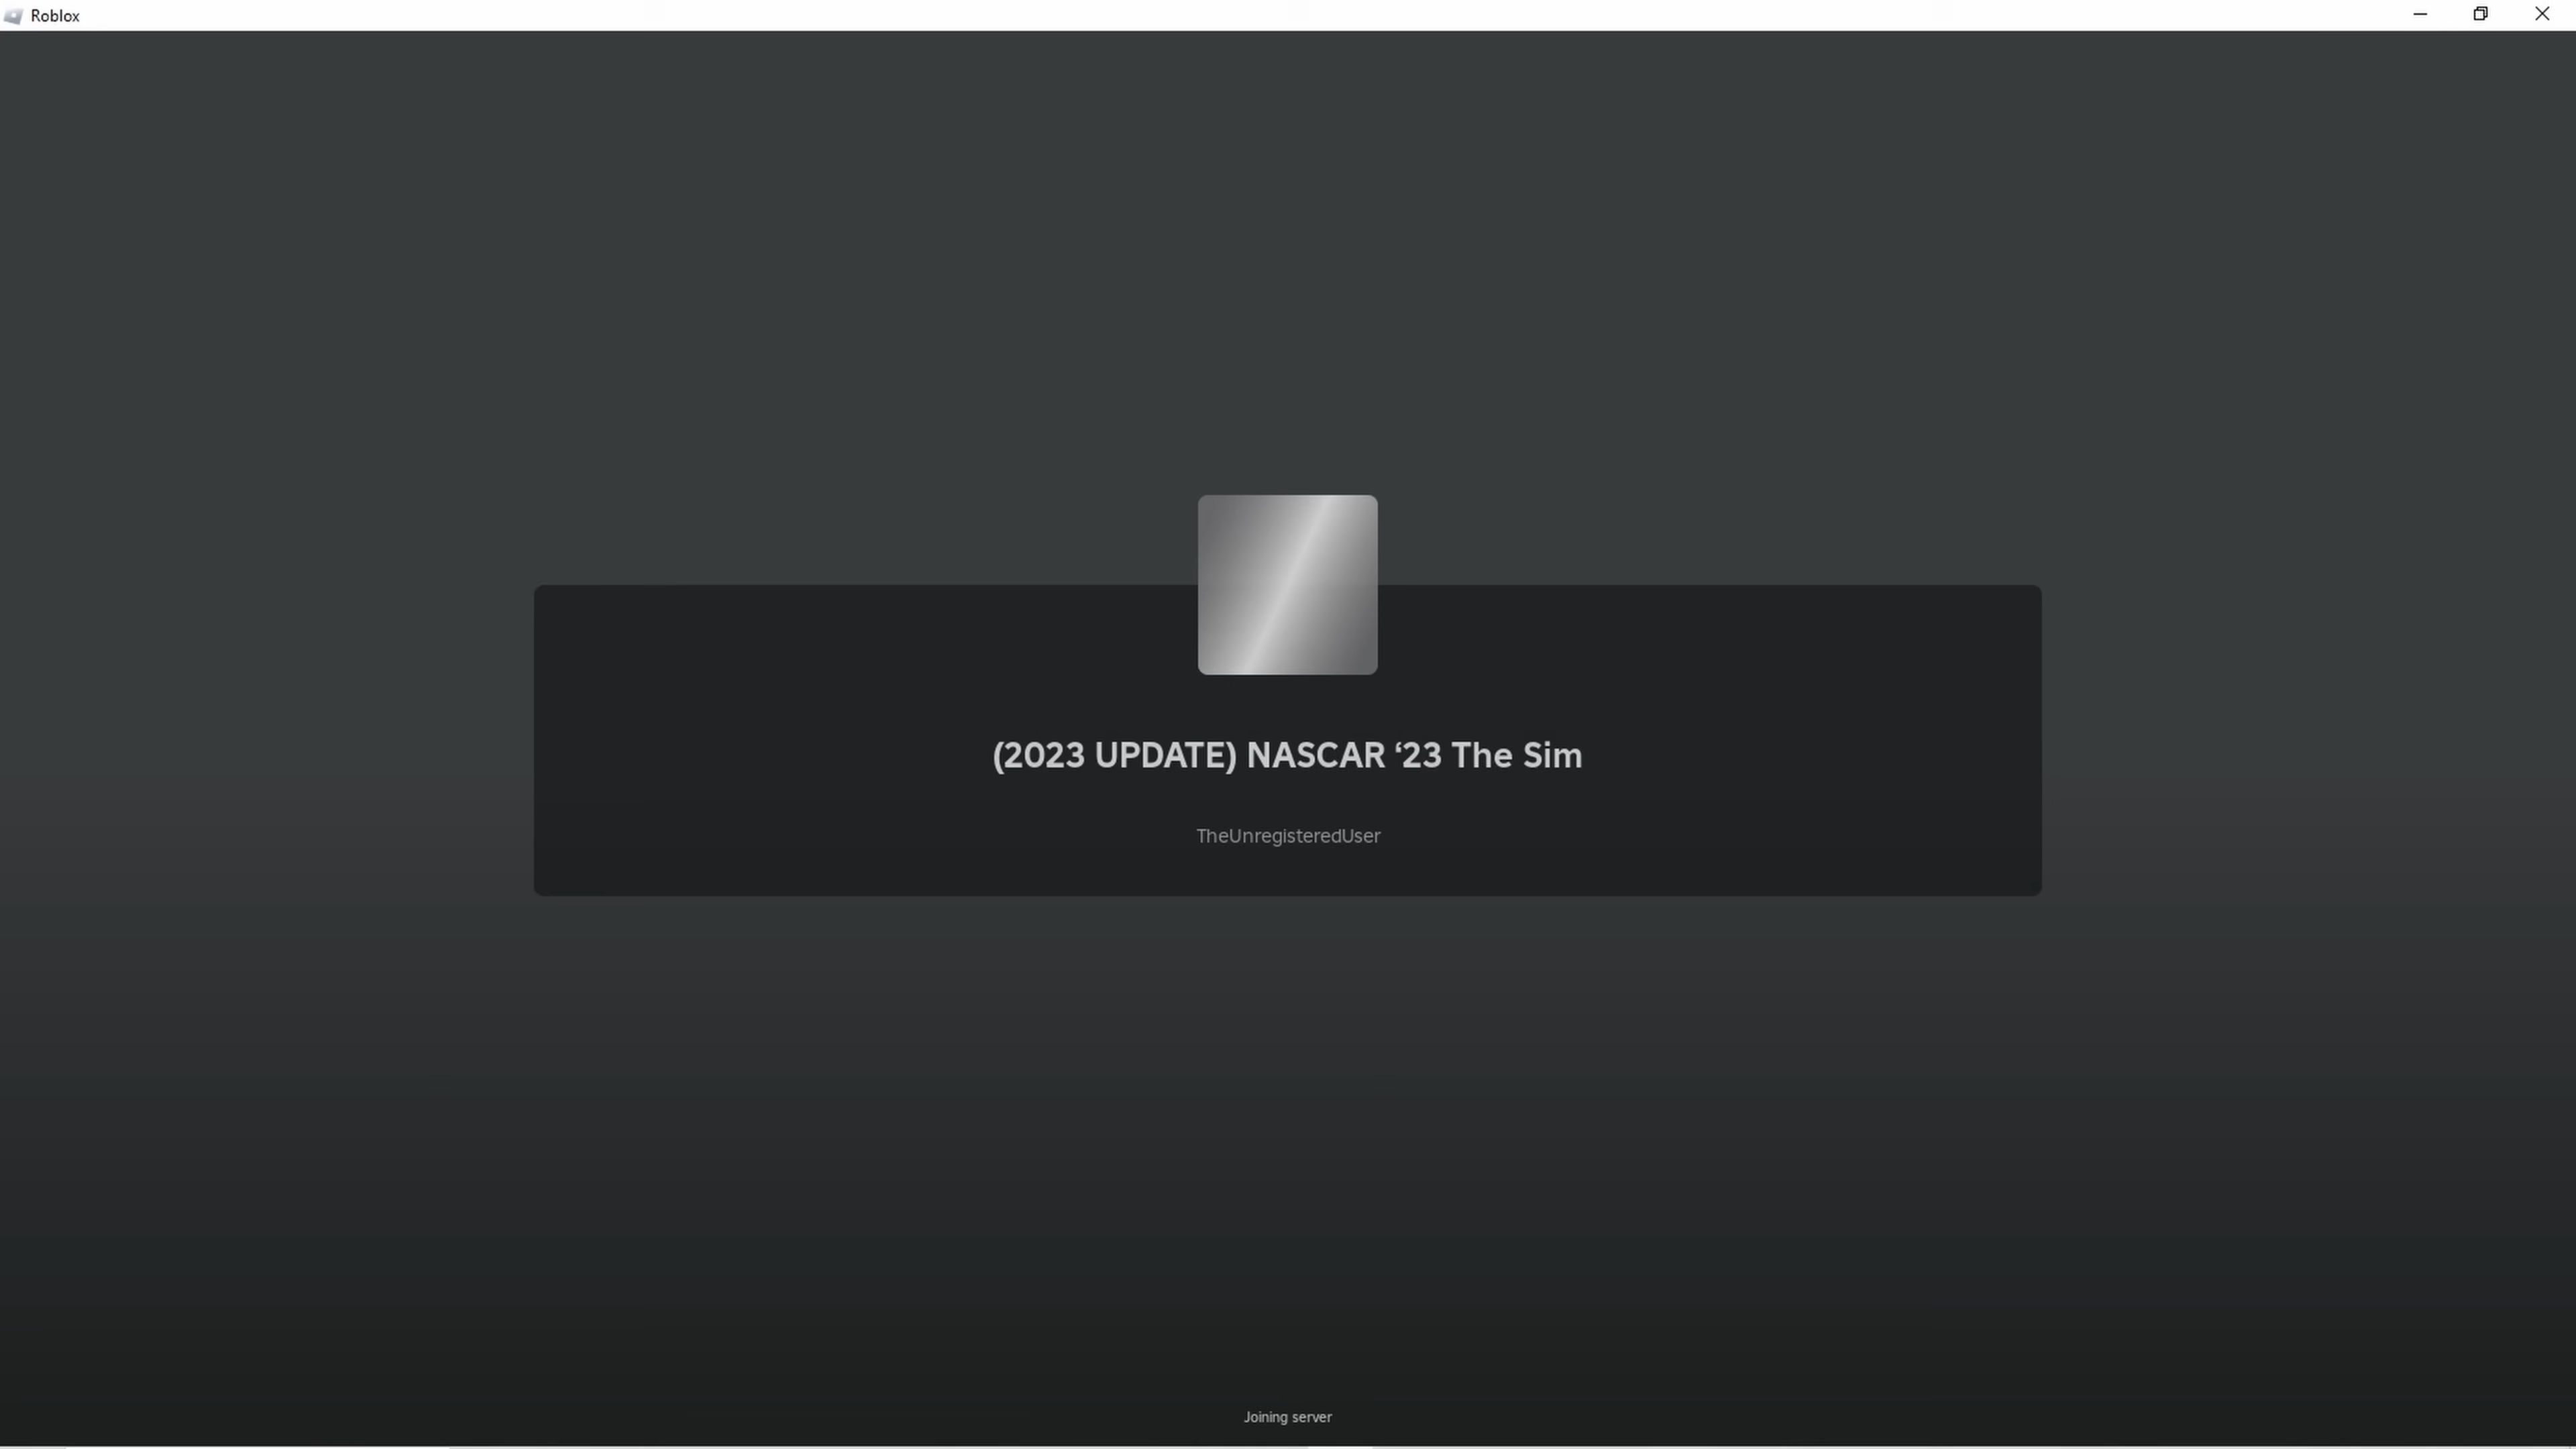 Roblox
(2023 UPDATE) NASCAR ‘23 The Sim
TheUnregisteredUser
Joining server